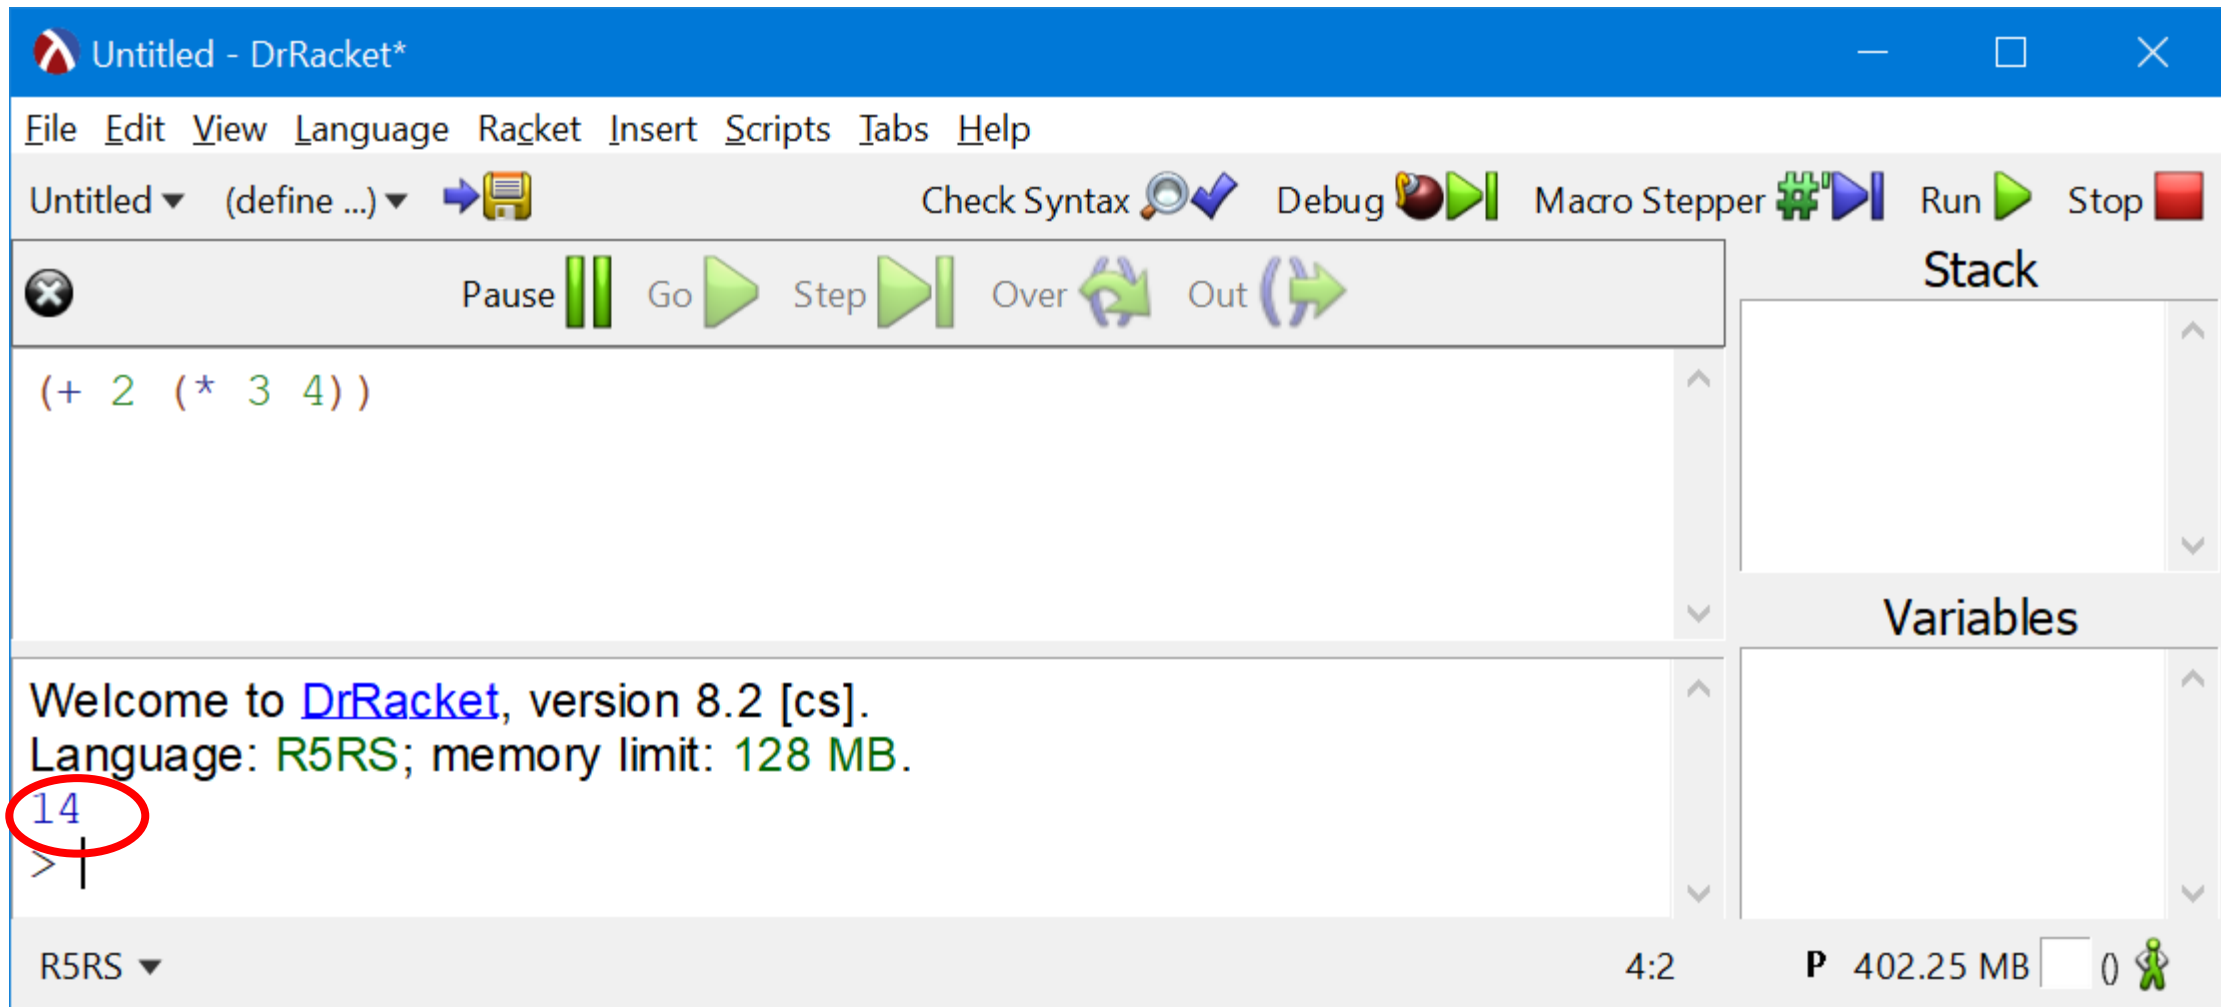 Untitled - DrRacket*
File Edit View Language Racket Insert Scripts Tabs Help
Untitled (define ...) Check Syntax Debug Macro Stepper Run Stop
Pause Go Step Over Out
Stack
(+ 2 (* 3 4))
Variables
Welcome to DrRacket, version 8.2 [cs].
Language: R5RS; memory limit: 128 MB.
14
>
R5RS 4:2 P 402.25 MB ()